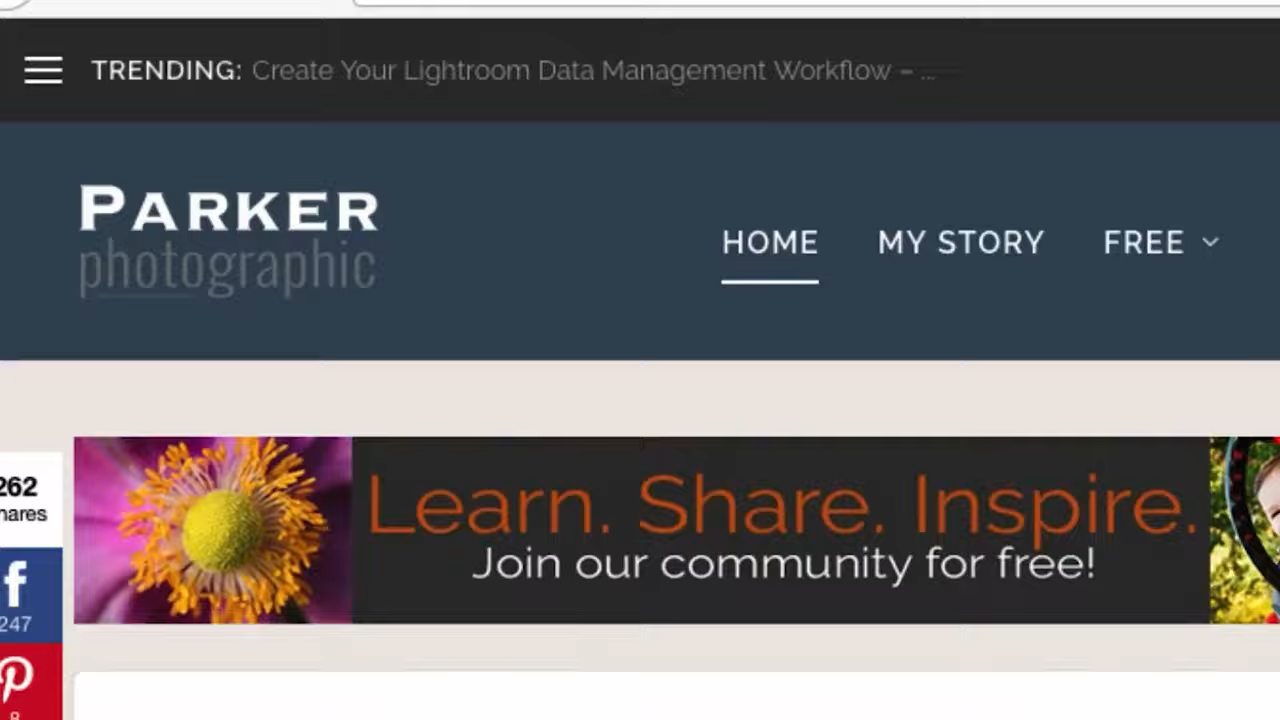 TRENDING: Create Your Lightroom Data Management Workflow – ...
PARKER
photographic
HOME MY STORY FREE
Learn. Share. Inspire.
Join our community for free!
262
hares
247
8